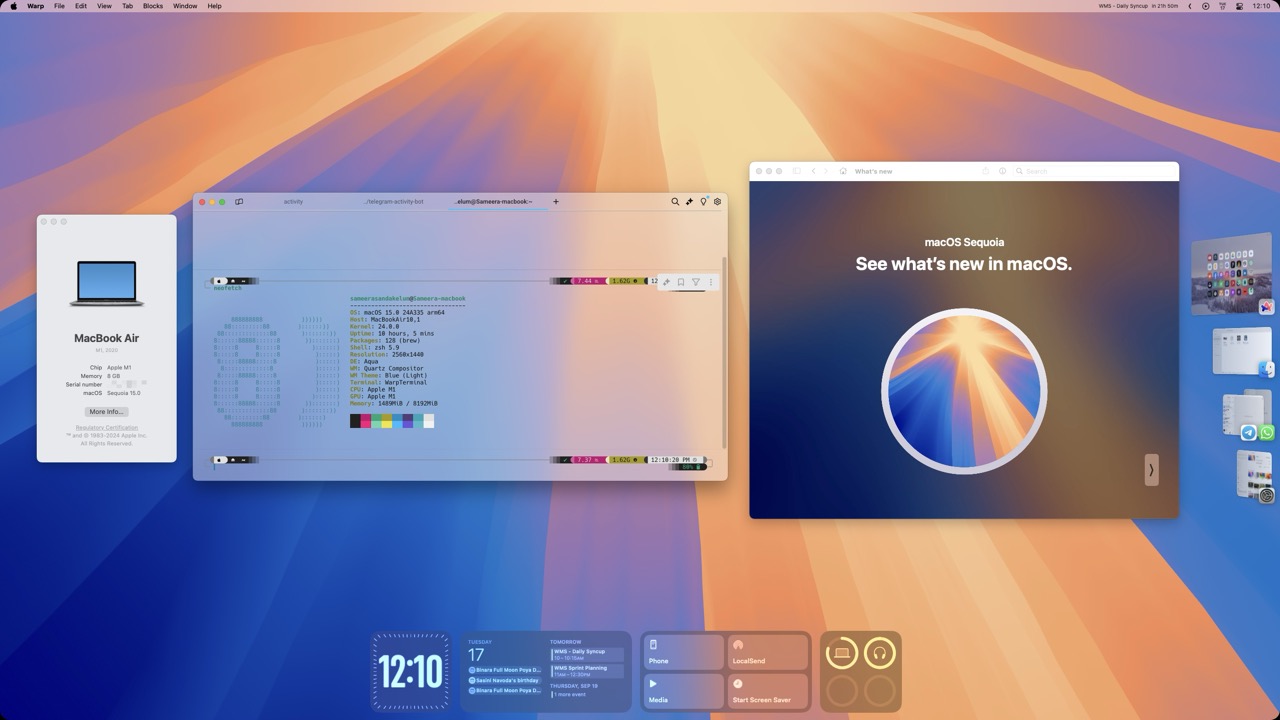 Warp File Edit View Tab Blocks Window Help
WMS - Daily Syncup in 21h 50m
12:10
MacBook Air
M1, 2020
Chip Apple M1
Memory 8 GB
Serial number
macOS Sequoia 15.0
More Info...
Regulatory Certification
™ and © 1983-2024 Apple Inc.
All Rights Reserved.
activity
../telegram-activity-bot
..elum@Sameera-macbook:~
7.44
1.62G
12
neofetch
sameerasandakelum@Sameera-macbook
OS: macOS 15.0 24A335 arm64
Host: MacBookAir10,1
Kernel: 24.0.0
Uptime: 10 hours, 5 mins
Packages: 128 (brew)
Shell: zsh 5.9
Resolution: 2560x1440
DE: Aqua
WM: Quartz Compositor
WM Theme: Blue (Light)
Terminal: WarpTerminal
CPU: Apple M1
GPU: Apple M1
Memory: 1489MiB / 8192MiB
7.37
1.62G
12:10:20 PM
What's new
Search
macOS Sequoia
See what's new in macOS.
12:10
TUESDAY
17
Binara Full Moon Poya D...
Sasini Navoda's birthday
Binara Full Moon Poya D...
TOMORROW
WMS - Daily Syncup
10–10:15AM
WMS Sprint Planning
11AM–12:30PM
THURSDAY, SEP 19
1 more event
Phone
LocalSend
Media
Start Screen Saver